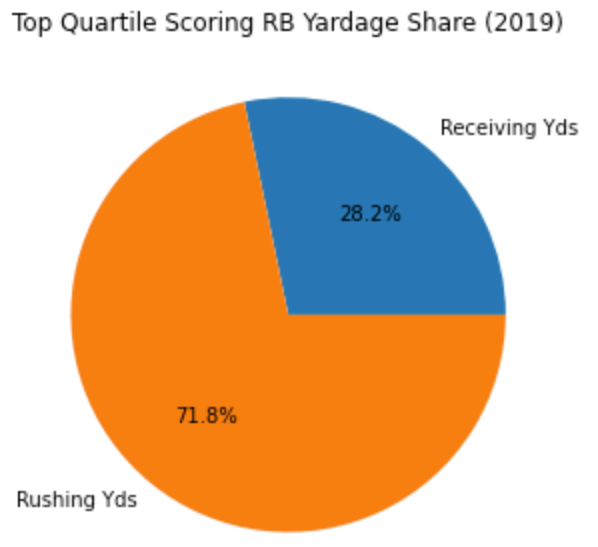 Top Quartile Scoring RB Yardage Share (2019)
Receiving Yds
28.2%
71.8%
Rushing Yds